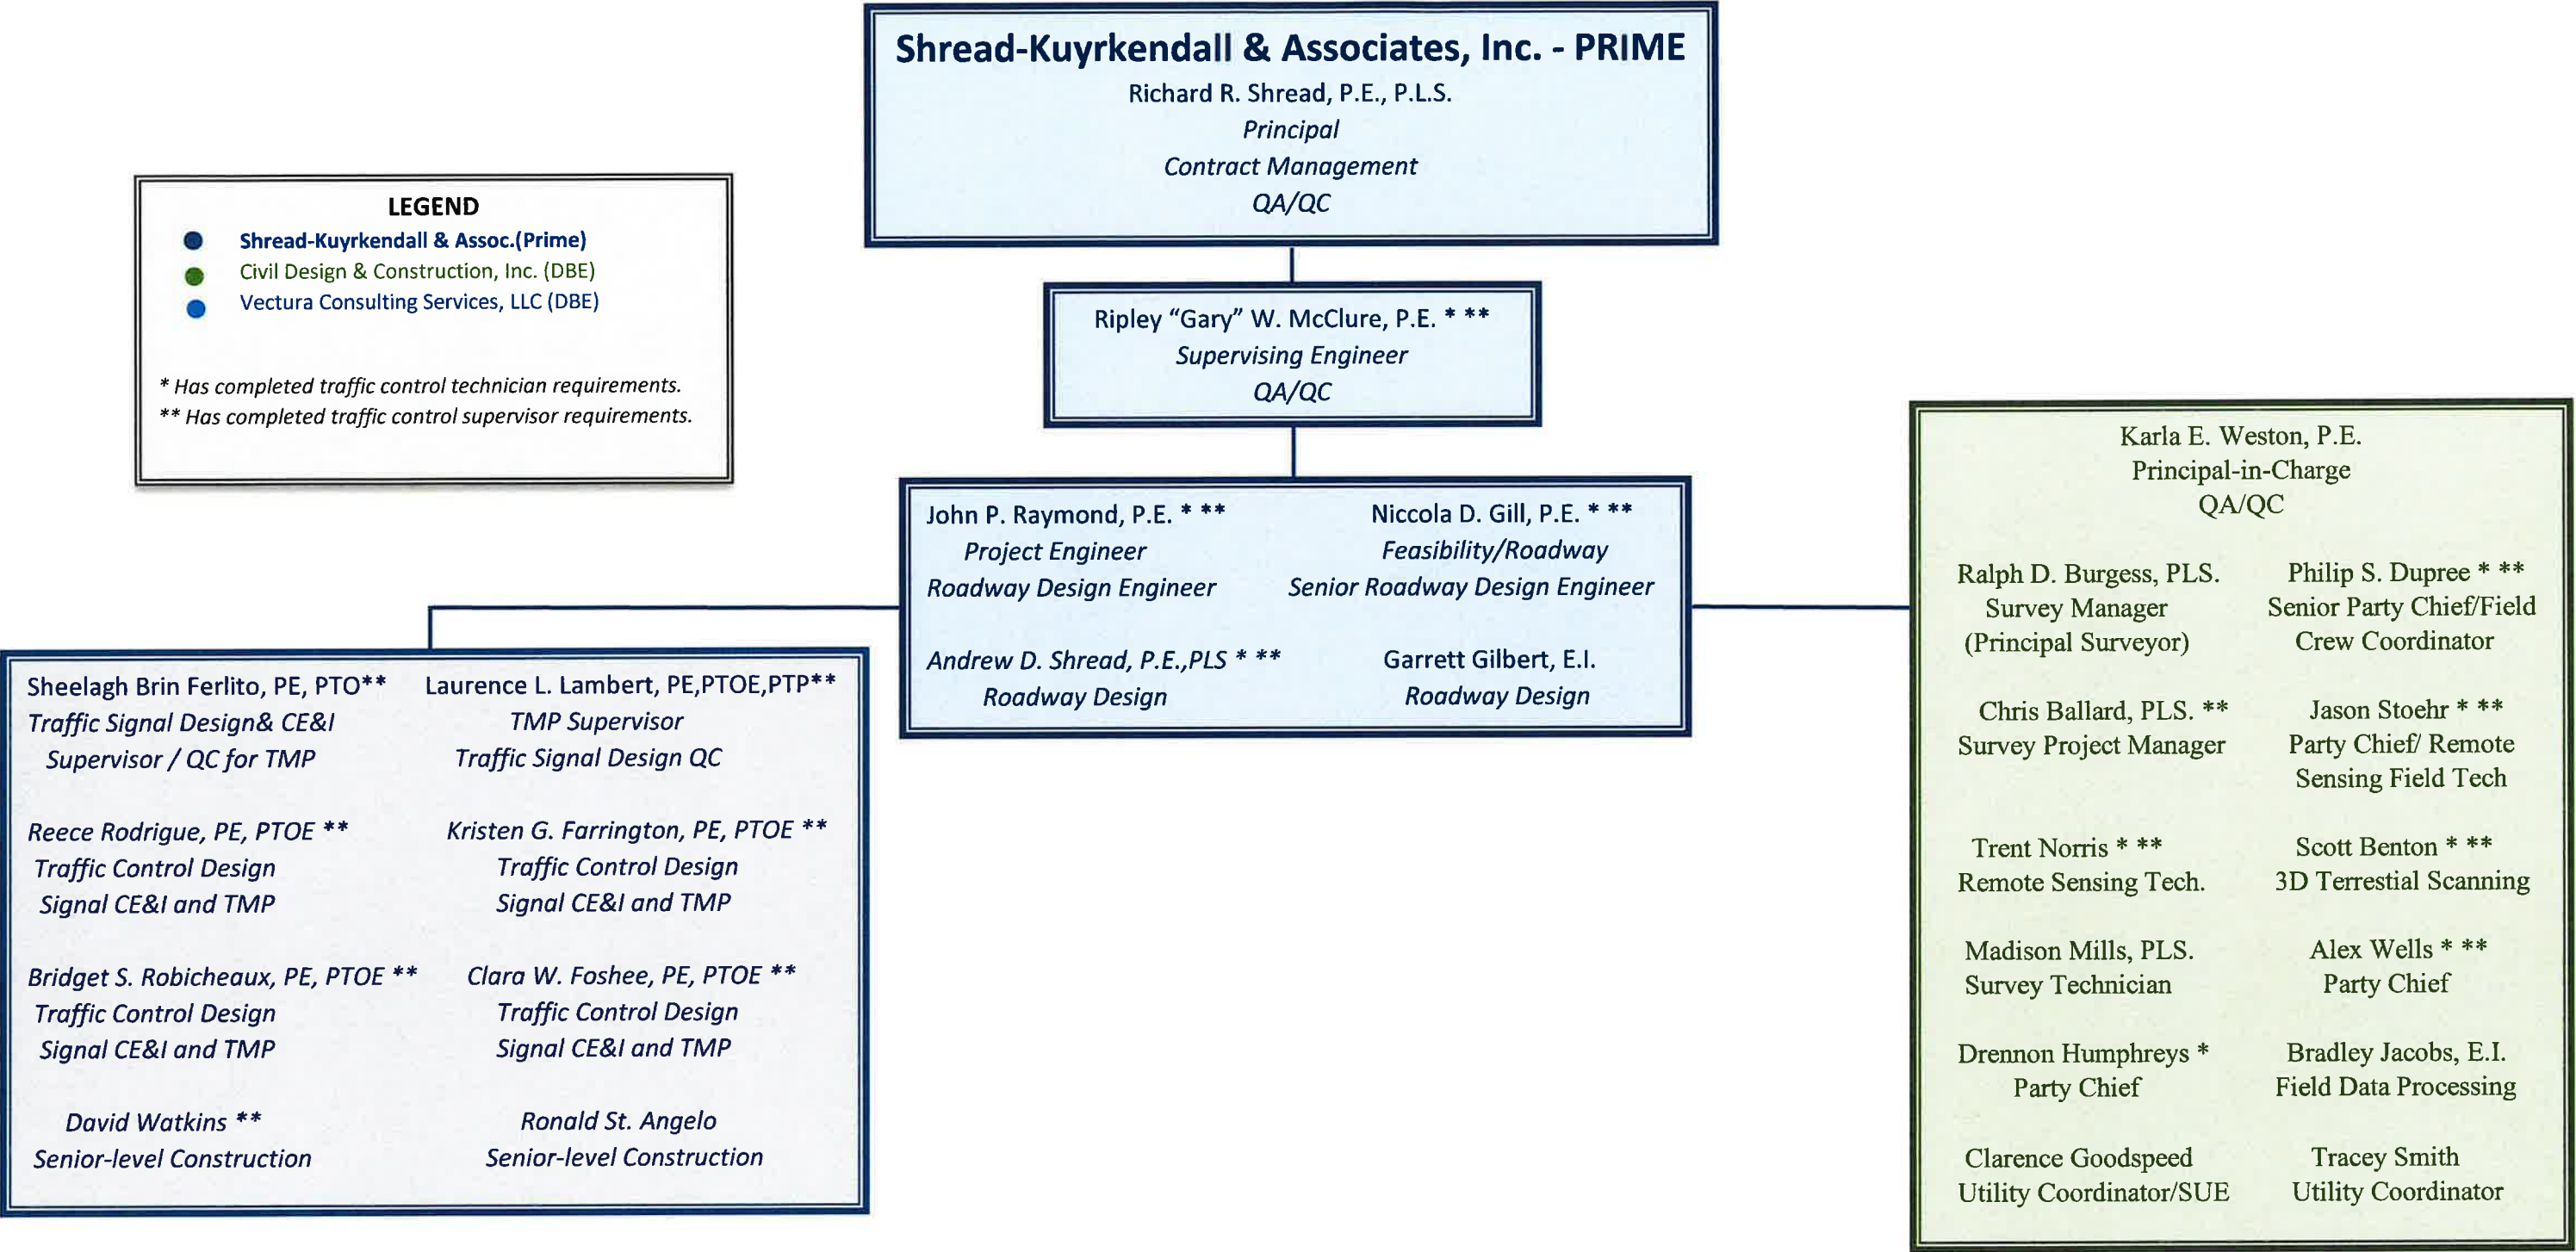 Shread-Kuyrkendall & Associates, Inc. - PRIME
Richard R. Shread, P.E., P.L.S.
Principal
Contract Management
QA/QC
LEGEND
Shread-Kuyrkendall & Assoc.(Prime)
Civil Design & Construction, Inc. (DBE)
Vectura Consulting Services, LLC (DBE)
* Has completed traffic control technician requirements.
** Has completed traffic control supervisor requirements.
Ripley “Gary” W. McClure, P.E. * **
Supervising Engineer
QA/QC
John P. Raymond, P.E. * **
Project Engineer
Roadway Design Engineer
Niccola D. Gill, P.E. * **
Feasibility/Roadway
Senior Roadway Design Engineer
Andrew D. Shread, P.E.,PLS * **
Roadway Design
Garrett Gilbert, E.I.
Roadway Design
Sheelagh Brin Ferlito, PE, PTO**
Traffic Signal Design& CE&I
Supervisor / QC for TMP
Laurence L. Lambert, PE,PTOE,PTP**
TMP Supervisor
Traffic Signal Design QC
Reece Rodrigue, PE, PTOE **
Traffic Control Design
Signal CE&I and TMP
Kristen G. Farrington, PE, PTOE **
Traffic Control Design
Signal CE&I and TMP
Bridget S. Robicheaux, PE, PTOE **
Traffic Control Design
Signal CE&I and TMP
Clara W. Foshee, PE, PTOE **
Traffic Control Design
Signal CE&I and TMP
David Watkins **
Senior-level Construction
Ronald St. Angelo
Senior-level Construction
Karla E. Weston, P.E.
Principal-in-Charge
QA/QC
Ralph D. Burgess, PLS.
Survey Manager
(Principal Surveyor)
Philip S. Dupree * **
Senior Party Chief/Field
Crew Coordinator
Chris Ballard, PLS. **
Survey Project Manager
Jason Stoehr * **
Party Chief/ Remote
Sensing Field Tech
Trent Norris * **
Remote Sensing Tech.
Scott Benton * **
3D Terrestial Scanning
Madison Mills, PLS.
Survey Technician
Alex Wells * **
Party Chief
Drennon Humphreys *
Party Chief
Bradley Jacobs, E.I.
Field Data Processing
Clarence Goodspeed
Utility Coordinator/SUE
Tracey Smith
Utility Coordinator